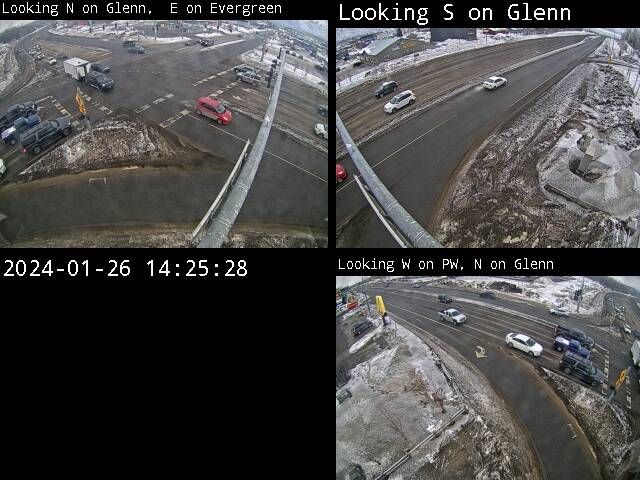 Looking N on Glenn,  E on Evergreen
Looking S on Glenn
2024-01-26 14:25:28
Looking W on PW, N on Glenn